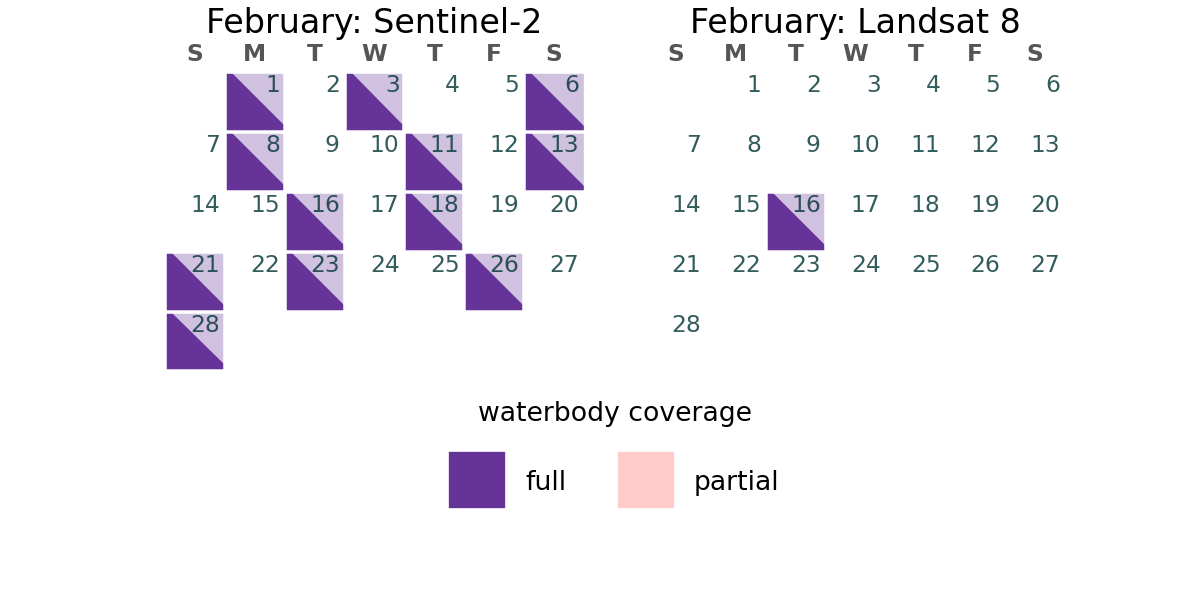 February: Sentinel-2
S M T W T F S
1 2 3 4 5 6
7 8 9 10 11 12 13
14 15 16 17 18 19 20
21 22 23 24 25 26 27
28
February: Landsat 8
S M T W T F S
1 2 3 4 5 6
7 8 9 10 11 12 13
14 15 16 17 18 19 20
21 22 23 24 25 26 27
28
waterbody coverage
full partial